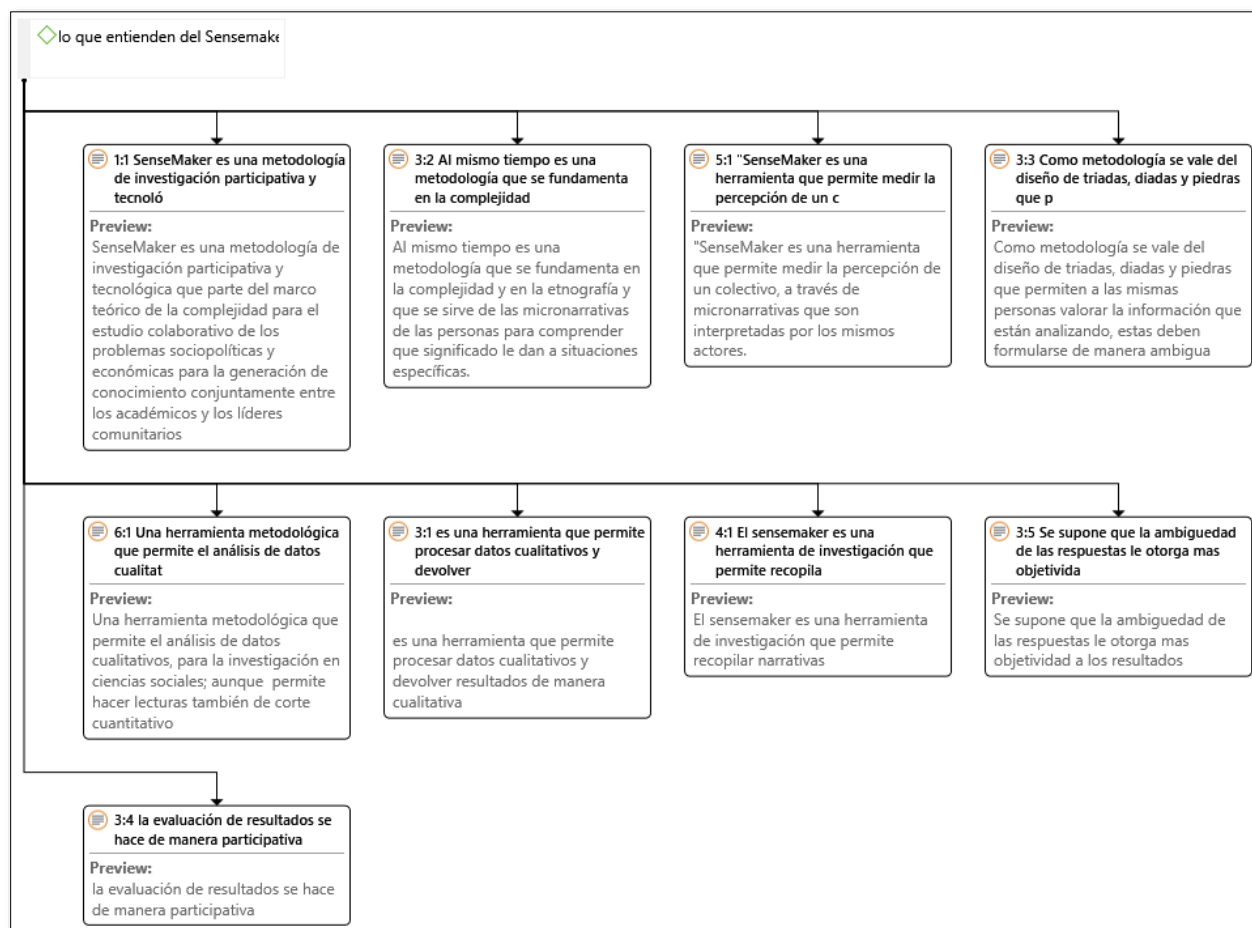 lo que entienden del Sensemake
1:1 SenseMaker es una metodología
de investigación participativa y
tecnoló
Preview:
SenseMaker es una metodología de
investigación participativa y
tecnológica que parte del marco
teórico de la complejidad para el
estudio colaborativo de los
problemas sociopolíticas y
económicas para la generación de
conocimiento conjuntamente entre
los académicos y los líderes
comunitarios
3:2 Al mismo tiempo es una
metodología que se fundamenta
en la complejidad
Preview:
Al mismo tiempo es una
metodología que se fundamenta en
la complejidad y en la etnografía y
que se sirve de las micronarrativas
de las personas para comprender
que significado le dan a situaciones
específicas.
5:1 "SenseMaker es una
herramienta que permite medir la
percepción de un c
Preview:
"SenseMaker es una herramienta
que permite medir la percepción de
un colectivo, a través de
micronarrativas que son
interpretadas por los mismos
actores.
3:3 Como metodología se vale del
diseño de triadas, diadas y piedras
que p
Preview:
Como metodología se vale del
diseño de triadas, diadas y piedras
que permiten a las mismas
personas valorar la información que
están analizando, estas deben
formularse de manera ambigua
6:1 Una herramienta metodológica
que permite el análisis de datos
cualitat
Preview:
Una herramienta metodológica que
permite el análisis de datos
cualitativos, para la investigación en
ciencias sociales; aunque permite
hacer lecturas también de corte
cuantitativo
3:1 es una herramienta que permite
procesar datos cualitativos y
devolver
Preview:
es una herramienta que permite
procesar datos cualitativos y
devolver resultados de manera
cualitativa
4:1 El sensemaker es una
herramienta de investigación que
permite recopila
Preview:
El sensemaker es una herramienta
de investigación que permite
recopilar narrativas
3:5 Se supone que la ambiguedad
de las respuestas le otorga mas
objetivida
Preview:
Se supone que la ambiguedad de
las respuestas le otorga mas
objetividad a los resultados
3:4 la evaluación de resultados se
hace de manera participativa
Preview:
la evaluación de resultados se hace
de manera participativa